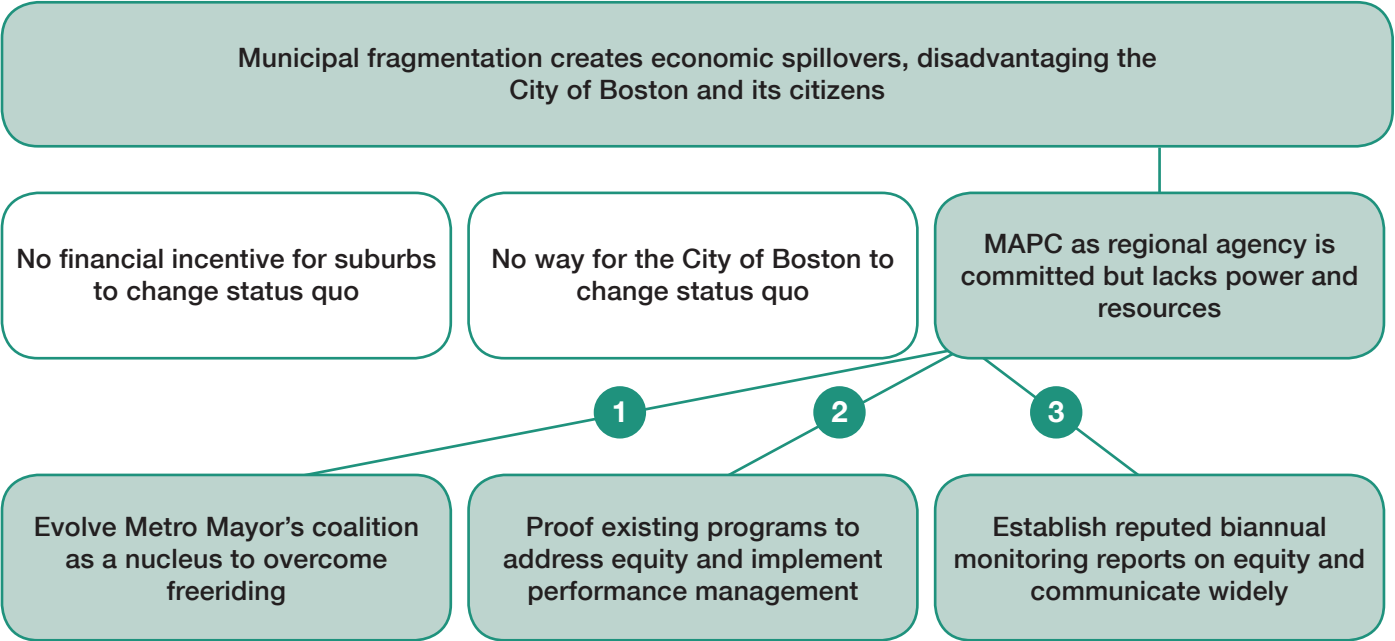 Municipal fragmentation creates economic spillovers, disadvantaging the
City of Boston and its citizens
No financial incentive for suburbs
to change status quo
No way for the City of Boston to
change status quo
MAPC as regional agency is
committed but lacks power and
resources
1
2
3
Evolve Metro Mayor’s coalition
as a nucleus to overcome
freeriding
Proof existing programs to
address equity and implement
performance management
Establish reputed biannual
monitoring reports on equity and
communicate widely